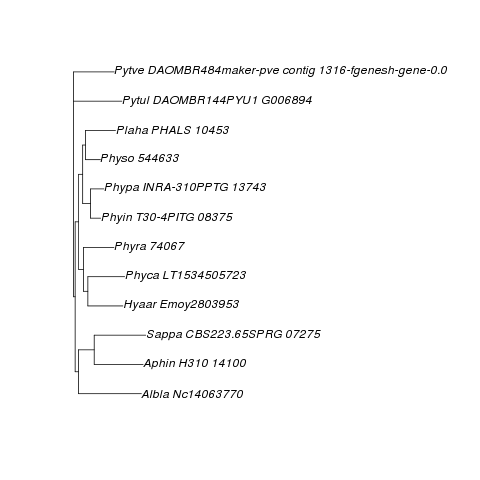 Pytve DAOMBR484maker-pve contig 1316-fgenesh-gene-0.0
Pytul DAOMBR144PYU1 G006894
Plaha PHALS 10453
Physo 544633
Phypa INRA-310PPTG 13743
Phyin T30-4PITG 08375
Phyra 74067
Phyca LT1534505723
Hyaar Emoy2803953
Sappa CBS223.65SPRG 07275
Aphin H310 14100
Albla Nc14063770